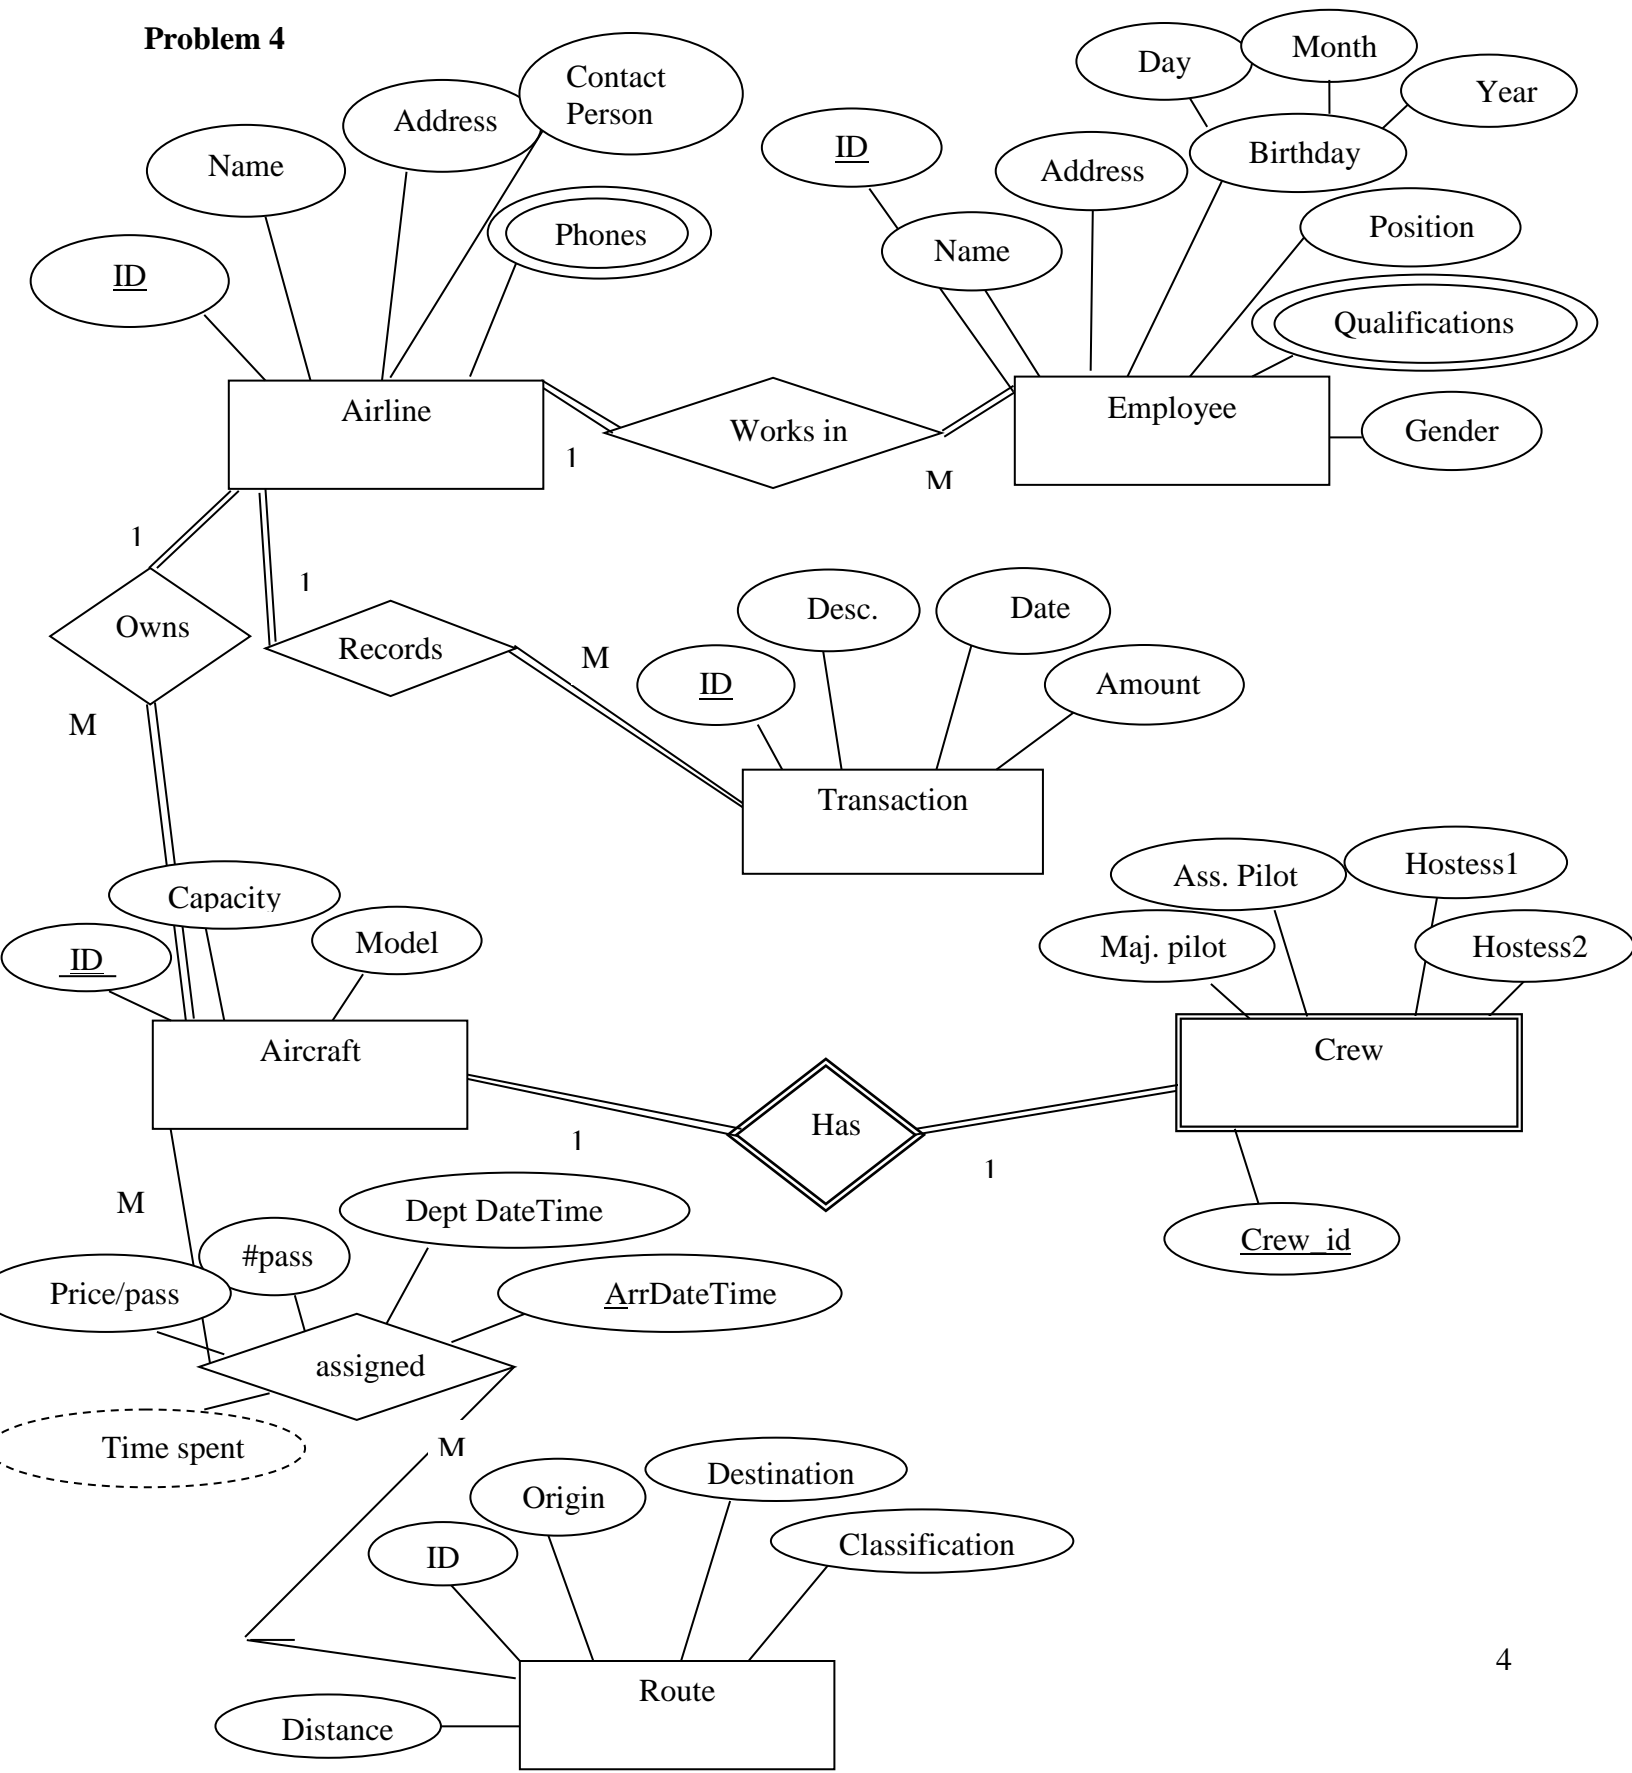 Problem 4
Contact
Person
Address
Name
ID
Phones
Day
Month
Year
Birthday
ID
Address
Name
Position
Qualifications
Gender
Airline
Works in
Employee
1
M
1
1
Owns
Records
M
M
Desc.
Date
ID
Amount
Transaction
Capacity
ID
Model
Aircraft
Ass. Pilot
Hostess1
Maj. pilot
Hostess2
Crew
Has
1
1
Crew_id
M
Dept DateTime
#pass
Price/pass
ArrDateTime
assigned
Time spent
M
Origin
Destination
ID
Classification
Route
Distance
4